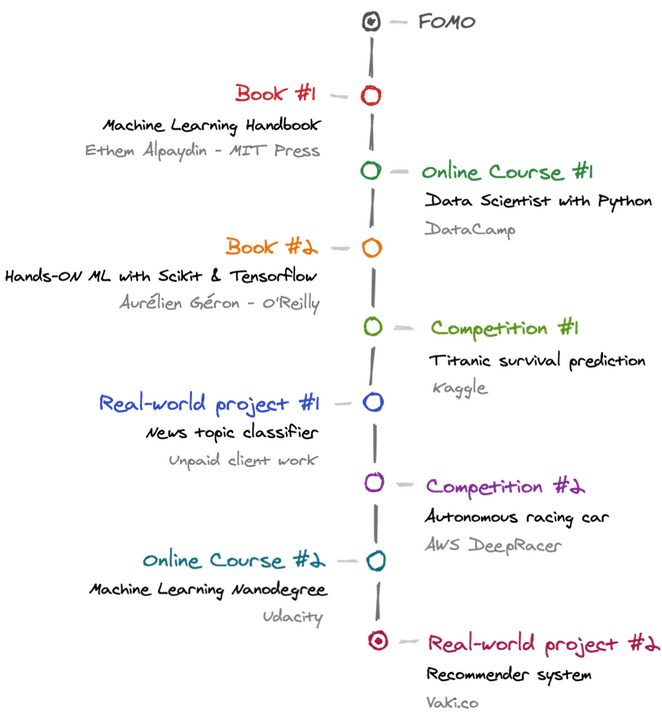 FOMO
Book #1
Machine Learning Handbook
Ethem Alpaydin - MIT Press
Online Course #1
Data Scientist with Python
DataCamp
Book #2
Hands-ON ML with Scikit & Tensorflow
Aurélien Géron - O'Reilly
Competition #1
Titanic survival prediction
Kaggle
Real-world project #1
News topic classifier
Unpaid client work
Competition #2
Autonomous racing car
AWS DeepRacer
Online Course #2
Machine Learning Nanodegree
Udacity
Real-world project #2
Recommender system
Vaki.co